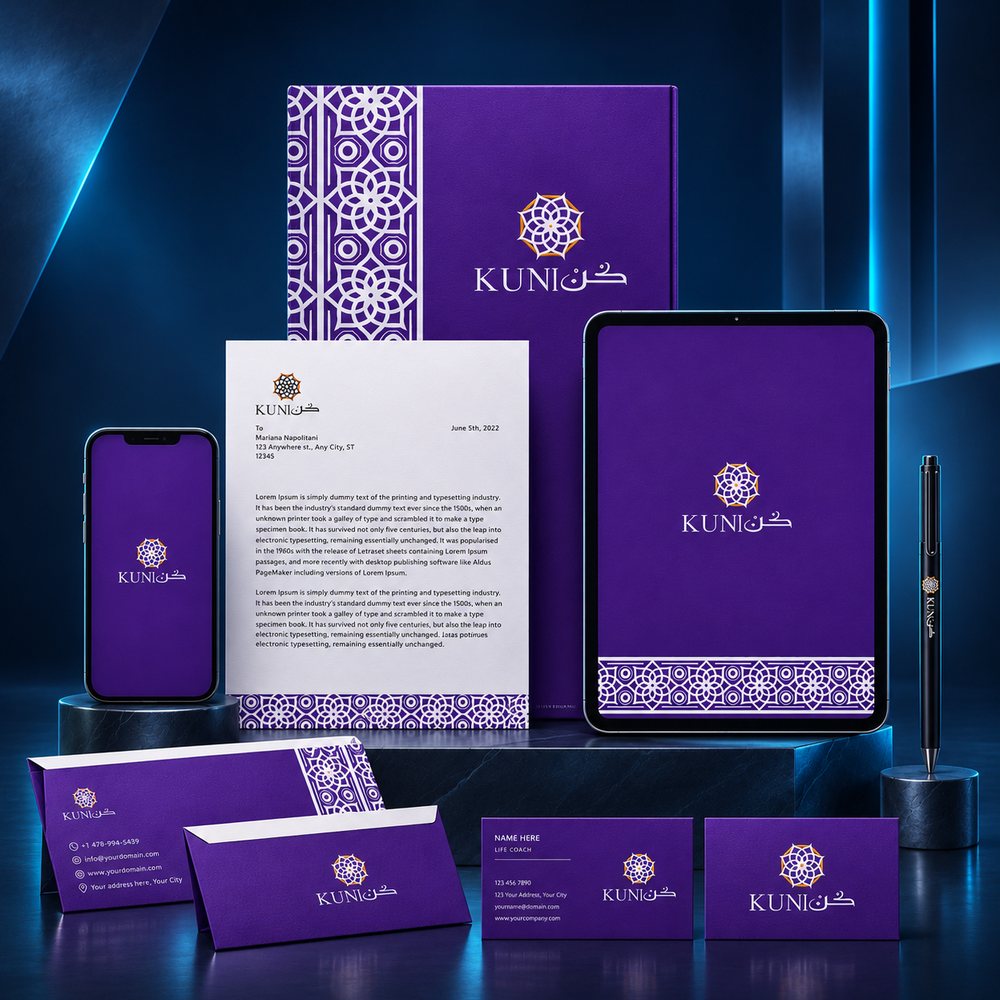 KUNI كن
KUNI كن
To
Mariana Napolitani
123 Anywhere st., Any City, ST
12345
June 5th, 2022
Lorem Ipsum is simply dummy text of the printing and typesetting industry.
It has been the industry's standard dummy text ever since the 1500s, when an
unknown printer took a galley of type and scrambled it to make a type
specimen book. It has survived not only five centuries, but also the leap into
electronic typesetting, remaining essentially unchanged. It was popularised
in the 1960s with the release of Letraset sheets containing Lorem Ipsum
passages, and more recently with desktop publishing software like Aldus
PageMaker including versions of Lorem Ipsum.
Lorem Ipsum is simply dummy text of the printing and typesetting industry.
It has been the industry's standard dummy text ever since the 1500s, when an
unknown printer took a galley of type and scrambled it to make a type
specimen book. It has survived not only five centuries, but also the leap into
electronic typesetting, remaining essentially unchanged.
electronic typesetting, remaining essentially unchanged.
KUNI كن
KUNI كن
KUNI كن
KUNI كن
+1 478-994-5439
info@yourdomain.com
www.yourdomain.com
Your address here, Your City
KUNI كن
NAME HERE
LIFE COACH
123 456 7890
123 Your Address, Your City
yourname@domain.com
www.yourcompany.com
KUNI كن
KUNI كن